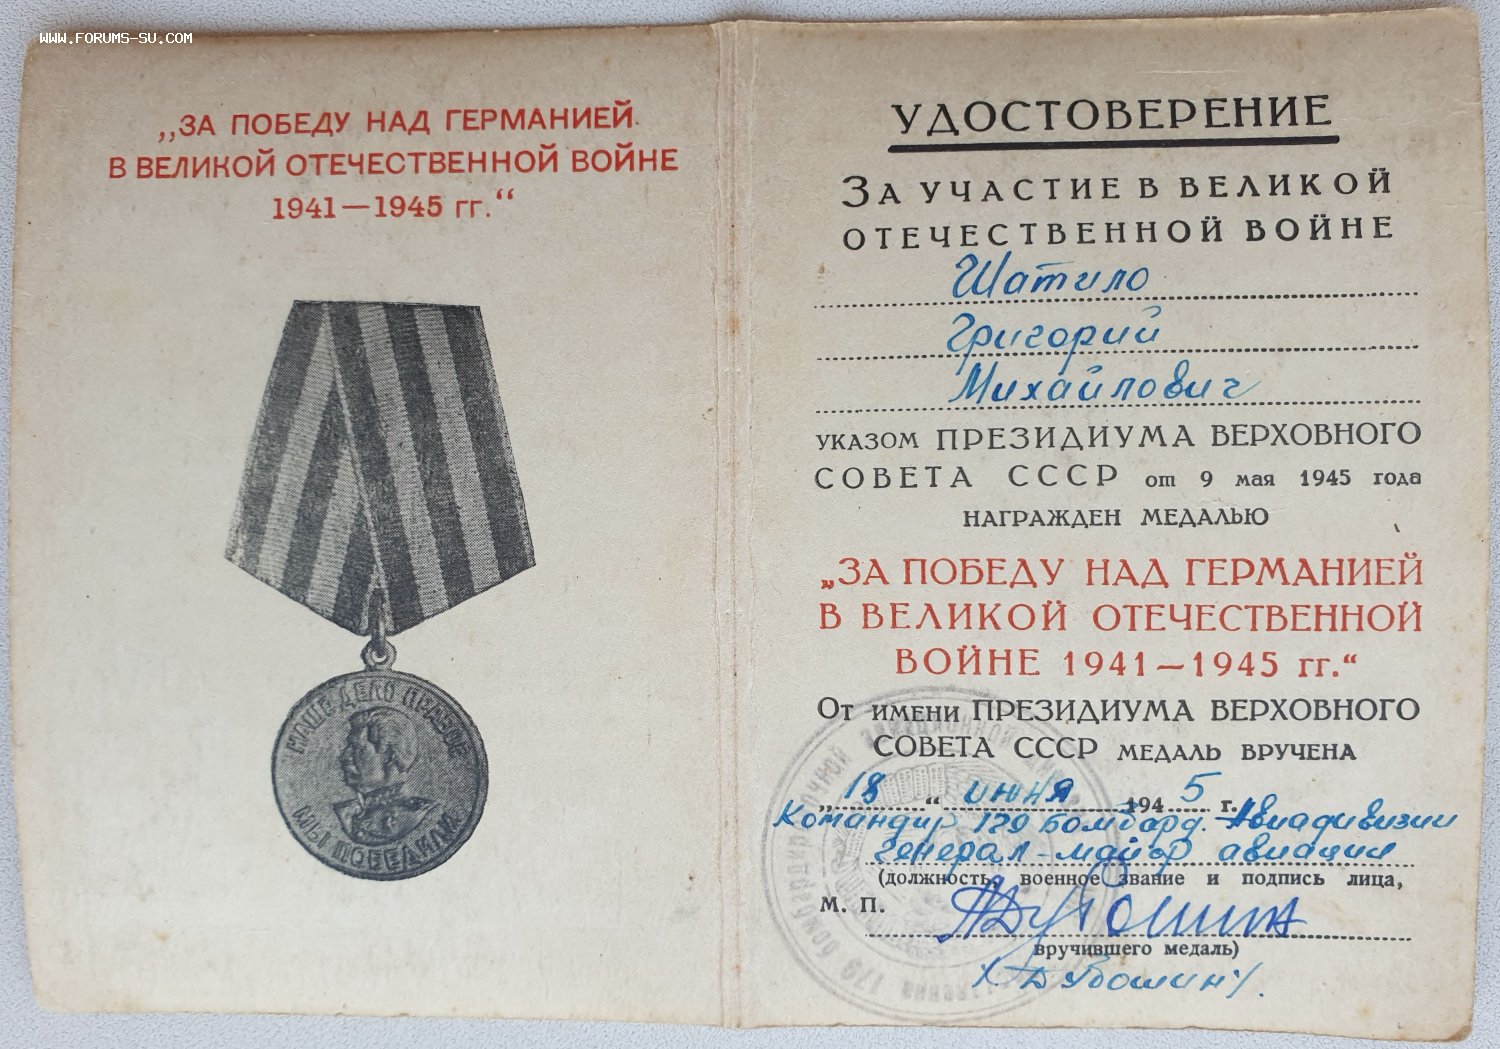 WWW.FORUMS-SU.COM
„ЗА ПОБЕДУ НАД ГЕРМАНИЕЙ
В ВЕЛИКОЙ ОТЕЧЕСТВЕННОЙ ВОЙНЕ
1941—1945 гг.“
НАШЕ ДЕЛО ПРАВОЕ
МЫ ПОБЕДИЛИ
УДОСТОВЕРЕНИЕ
ЗА УЧАСТИЕ В ВЕЛИКОЙ
ОТЕЧЕСТВЕННОЙ ВОЙНЕ
Шатило
Григорий
Михайлович
УКАЗОМ ПРЕЗИДИУМА ВЕРХОВНОГО
СОВЕТА СССР от 9 мая 1945 года
НАГРАЖДЕН МЕДАЛЬЮ
„ЗА ПОБЕДУ НАД ГЕРМАНИЕЙ
В ВЕЛИКОЙ ОТЕЧЕСТВЕННОЙ
ВОЙНЕ 1941—1945 гг.“
От имени ПРЕЗИДИУМА ВЕРХОВНОГО
СОВЕТА СССР МЕДАЛЬ ВРУЧЕНА
„18“ июня 1945 г.
Командир 179 Бомбард. Авиадивизии
генерал-майор авиации
(должность, военное звание и подпись лица,
М. П.
вручившего медаль)
179 бомбардировочной авиационной